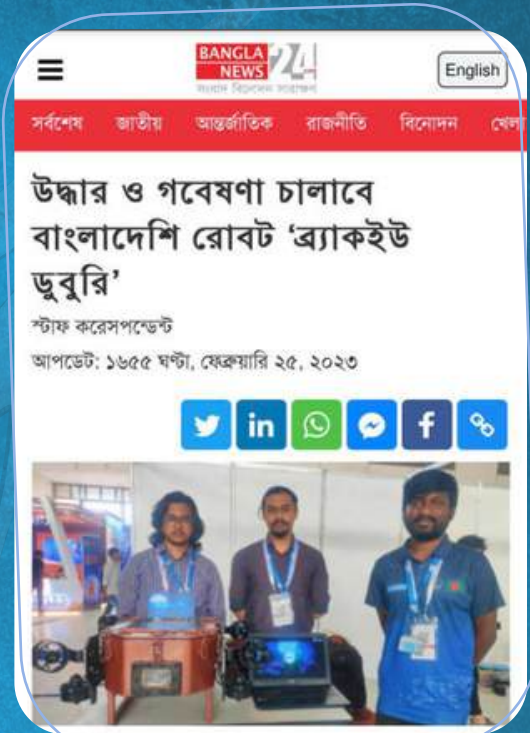 BANGLA
NEWS 24
English
সর্বশেষ জাতীয় আন্তর্জাতিক রাজনীতি বিনোদন খেলা
উদ্ধার ও গবেষণা চালাবে
বাংলাদেশি রোবট ‘ব্র্যাকইউ
ডুবুরি’
স্টাফ করেসপন্ডেন্ট
আপডেট: ১৬৫৫ ঘণ্টা, ফেব্রুয়ারি ২৫, ২০২৩